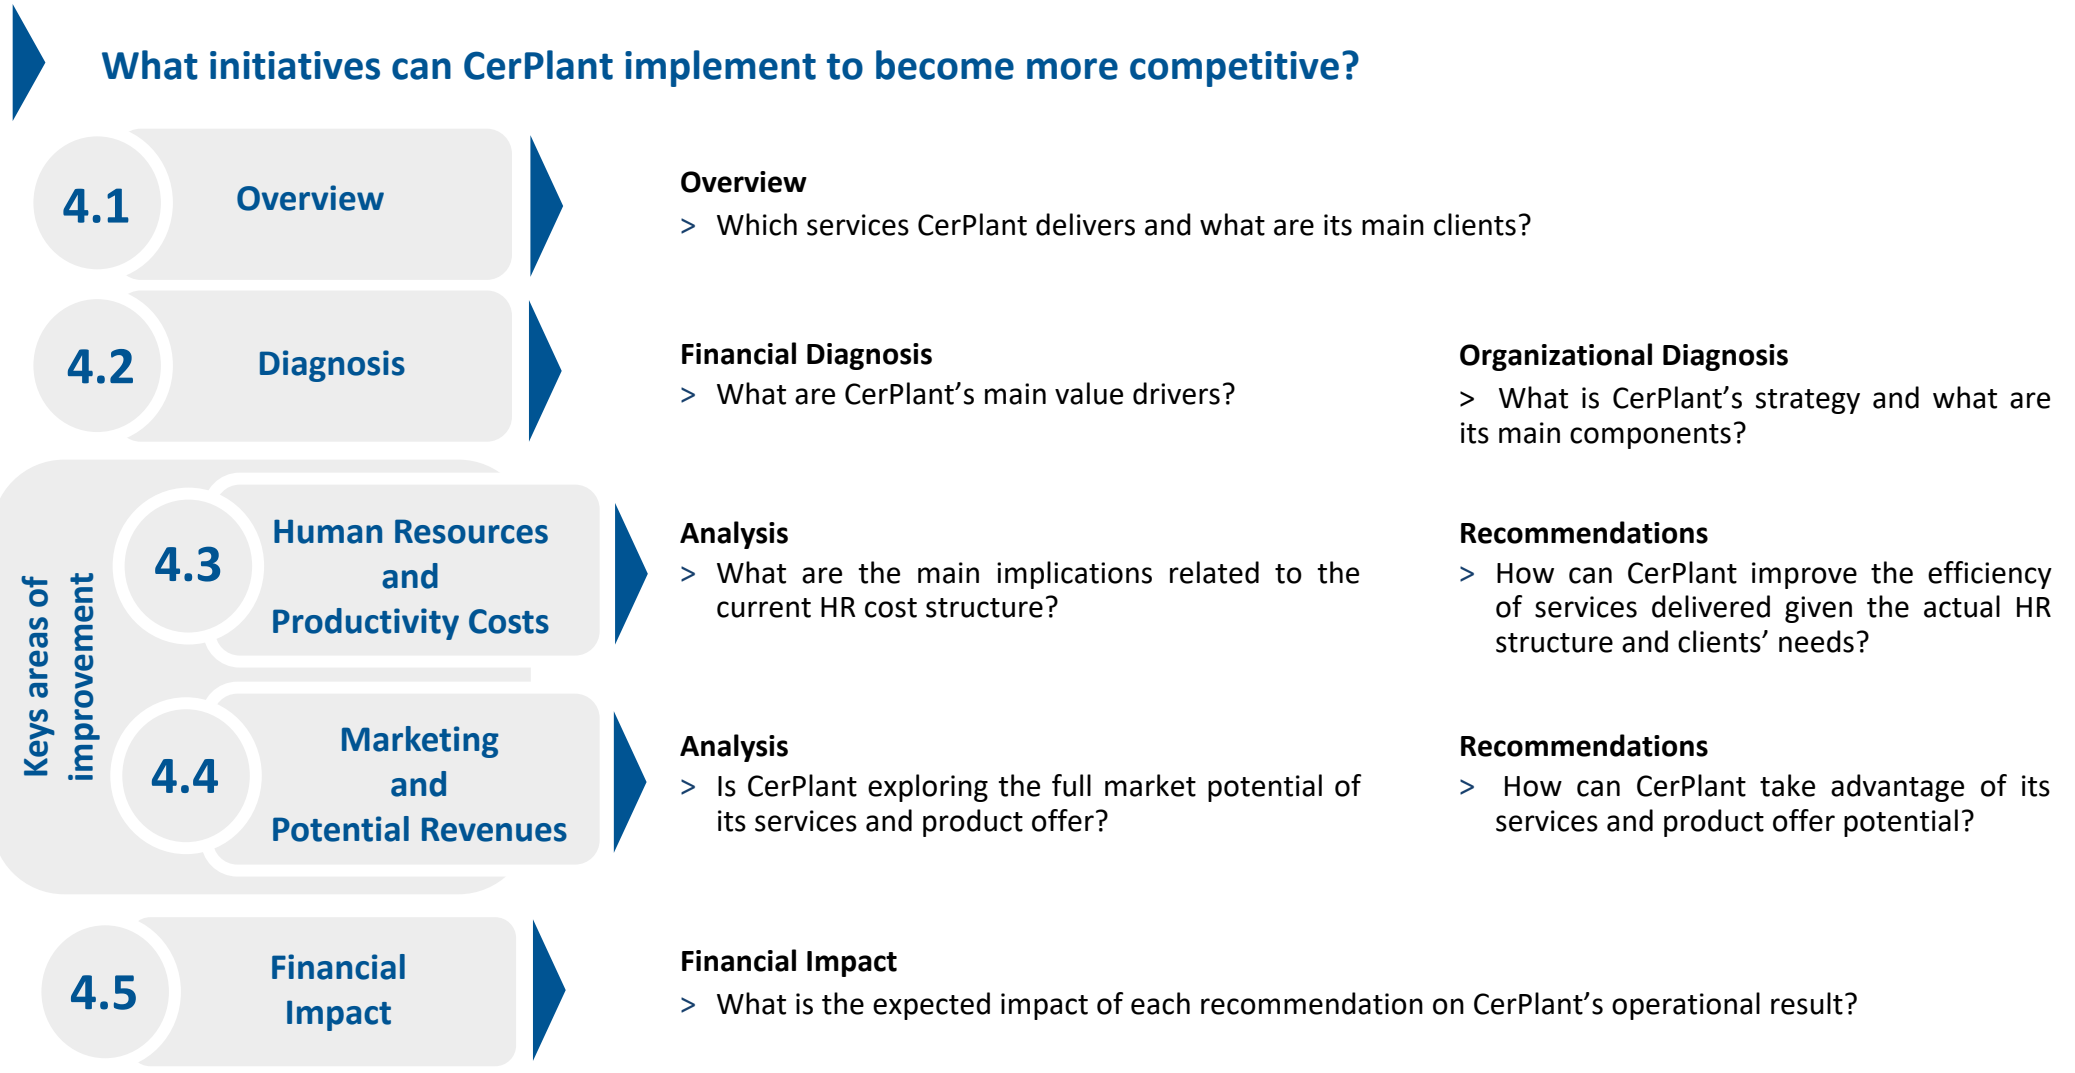 What initiatives can CerPlant implement to become more competitive?
4.1
Overview
Overview
> Which services CerPlant delivers and what are its main clients?
4.2
Diagnosis
Financial Diagnosis
> What are CerPlant’s main value drivers?
Organizational Diagnosis
> What is CerPlant’s strategy and what are
its main components?
Keys areas of
improvement
4.3
Human Resources
and
Productivity Costs
Analysis
> What are the main implications related to the
current HR cost structure?
Recommendations
> How can CerPlant improve the efficiency
of services delivered given the actual HR
structure and clients’ needs?
4.4
Marketing
and
Potential Revenues
Analysis
> Is CerPlant exploring the full market potential of
its services and product offer?
Recommendations
> How can CerPlant take advantage of its
services and product offer potential?
4.5
Financial
Impact
Financial Impact
> What is the expected impact of each recommendation on CerPlant’s operational result?